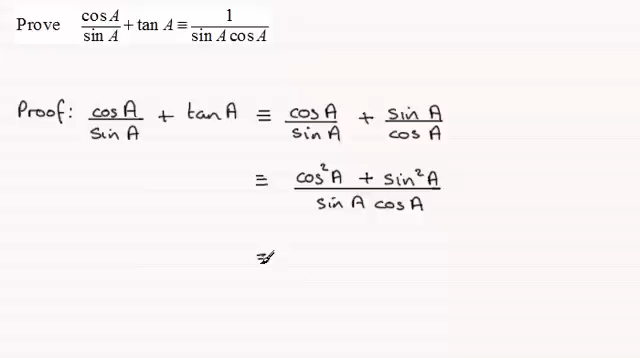 Prove cos A / sin A + tan A ≡ 1 / sin A cos A
Proof: cos A / sin A + tan A ≡ cos A / sin A + sin A / cos A
≡ cos²A + sin²A / sin A cos A
≡